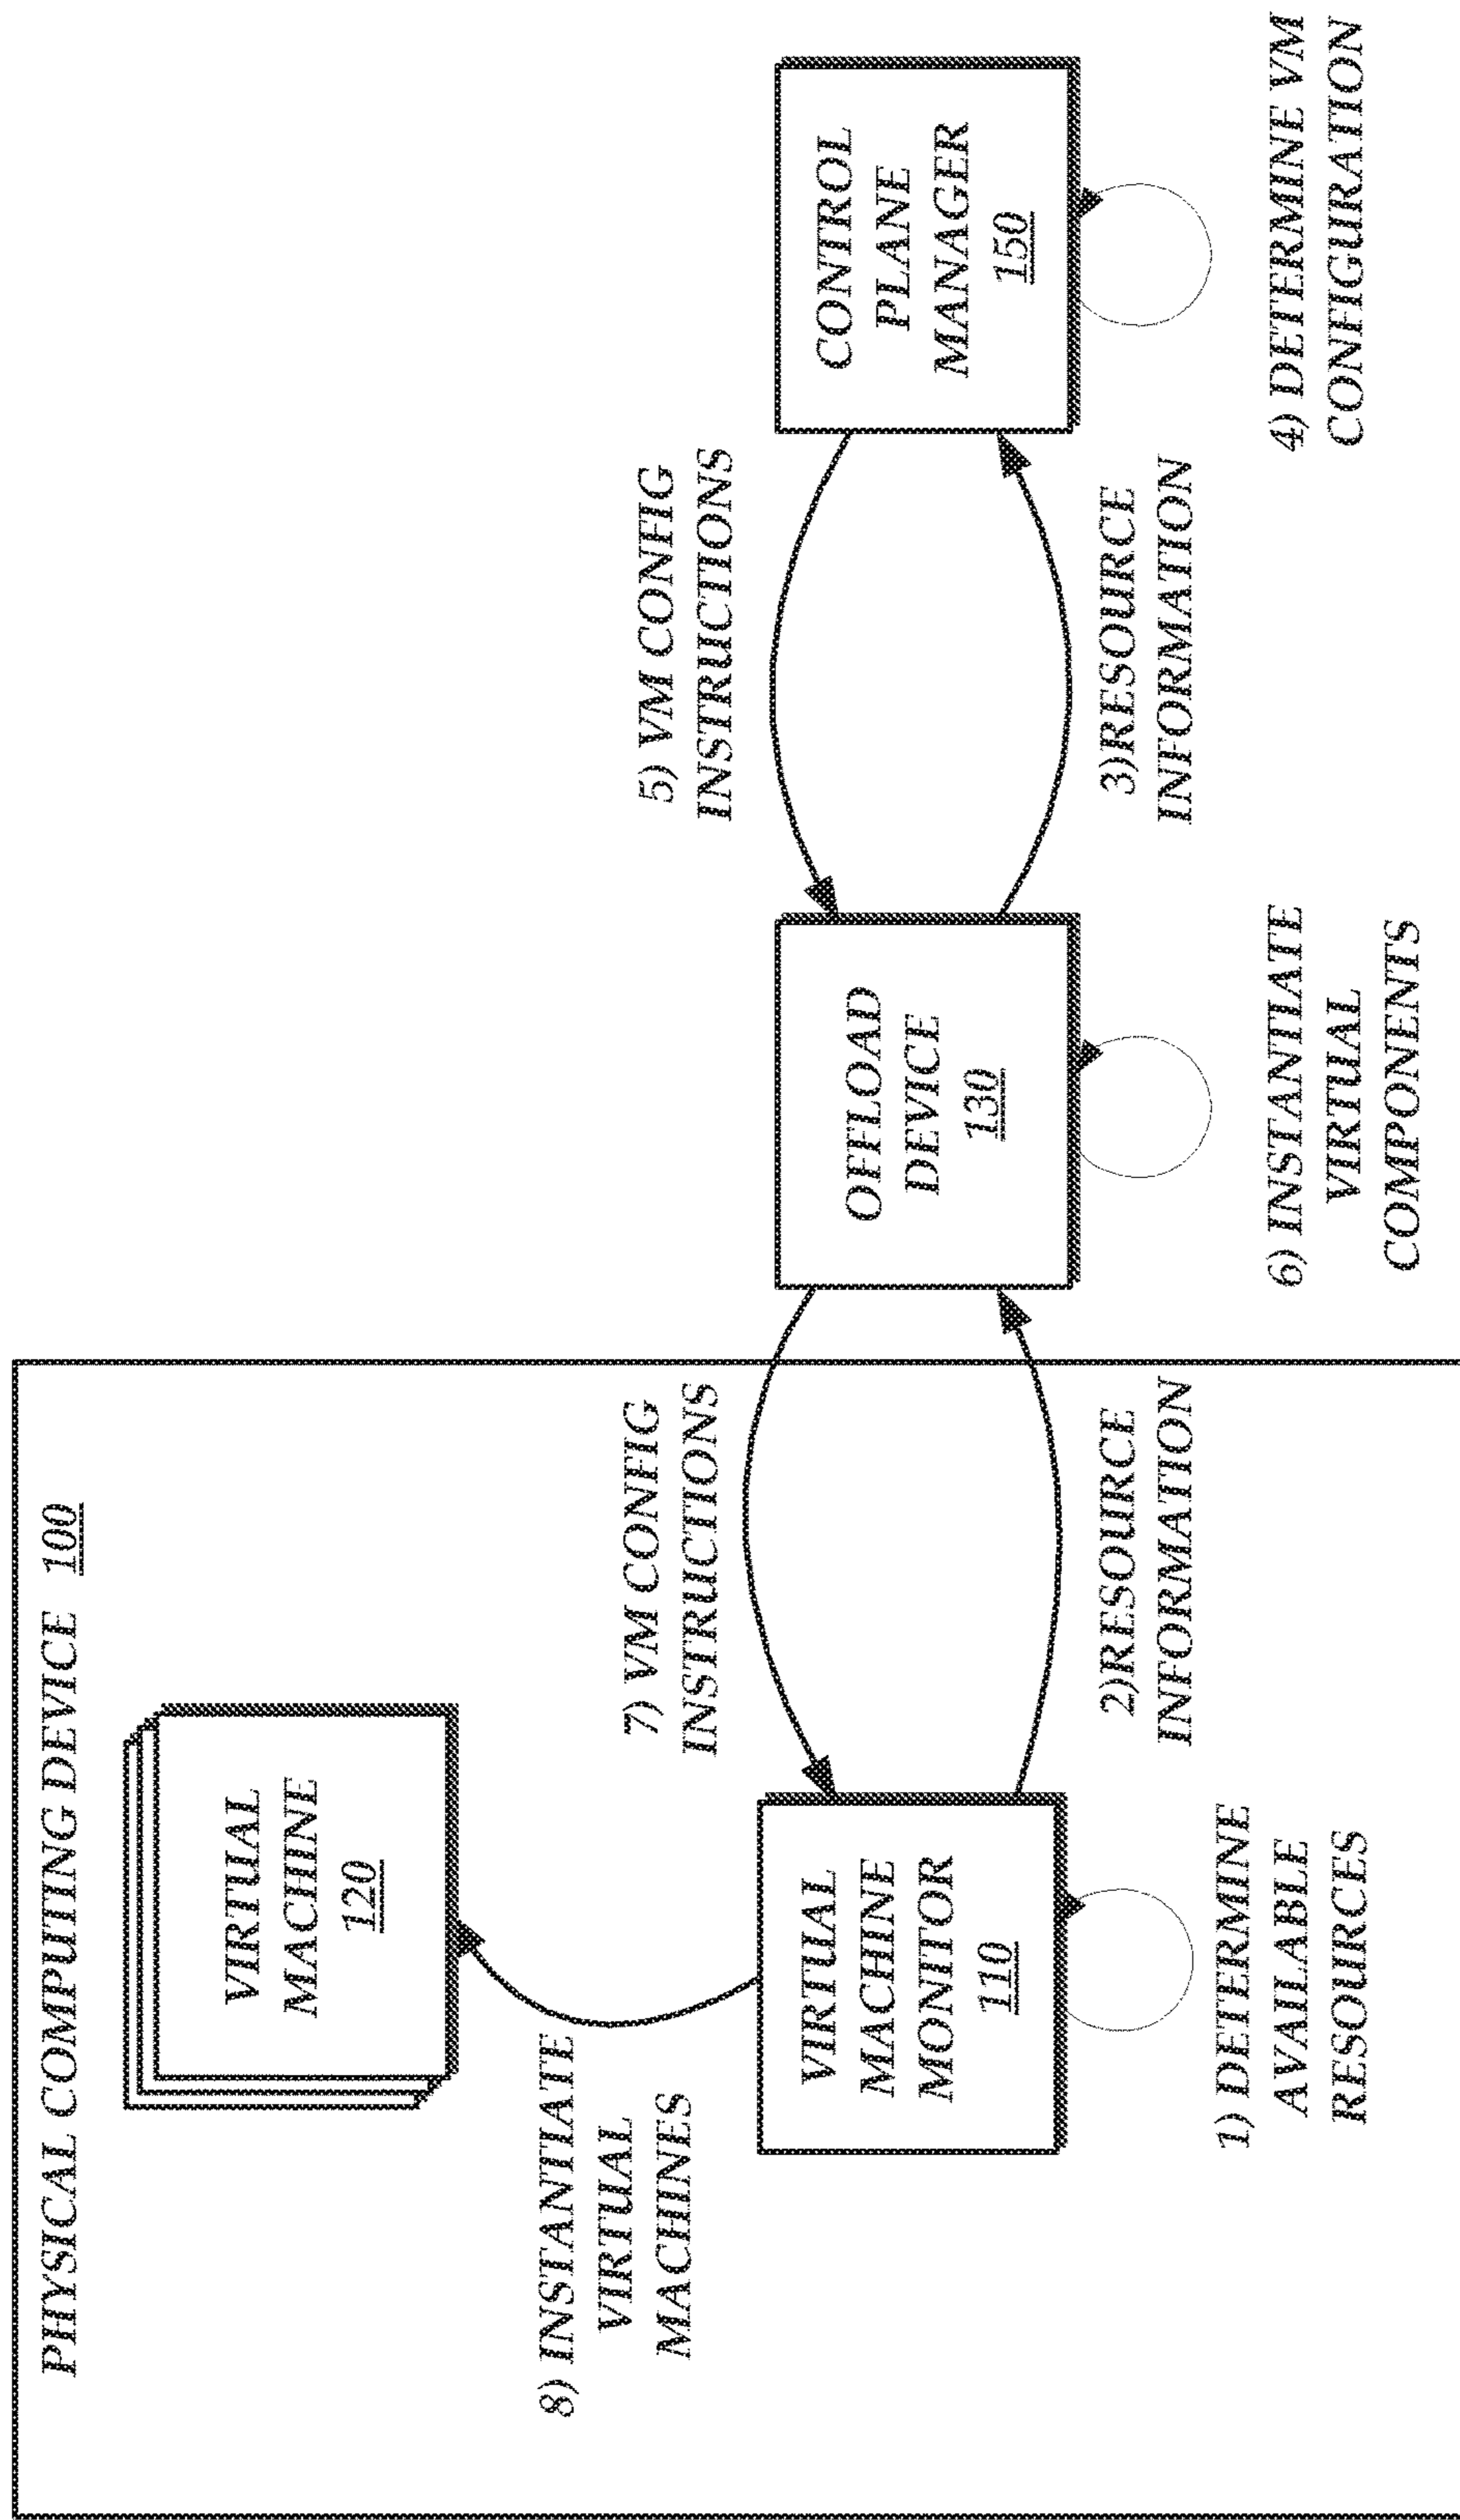 PHYSICAL COMPUTING DEVICE 100
VIRTUAL
MACHINE
120
8) INSTANTIATE
VIRTUAL
MACHINES
7) VM CONFIG
INSTRUCTIONS
5) VM CONFIG
INSTRUCTIONS
VIRTUAL
MACHINE
MONITOR
110
OFFLOAD
DEVICE
130
CONTROL
PLANE
MANAGER
150
2)RESOURCE
INFORMATION
3)RESOURCE
INFORMATION
1) DETERMINE
AVAILABLE
RESOURCES
6) INSTANTIATE
VIRTUAL
COMPONENTS
4) DETERMINE VM
CONFIGURATION